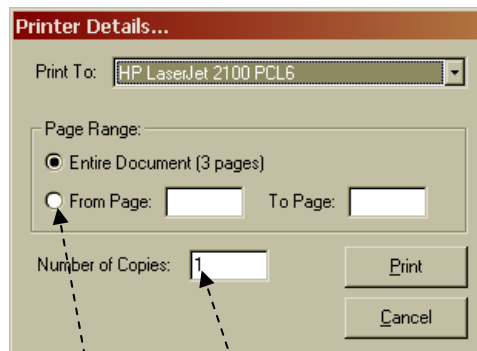 Printer Details...
Print To: HP LaserJet 2100 PCL6
Page Range:
Entire Document (3 pages)
From Page: To Page:
Number of Copies: 1 Print
Cancel